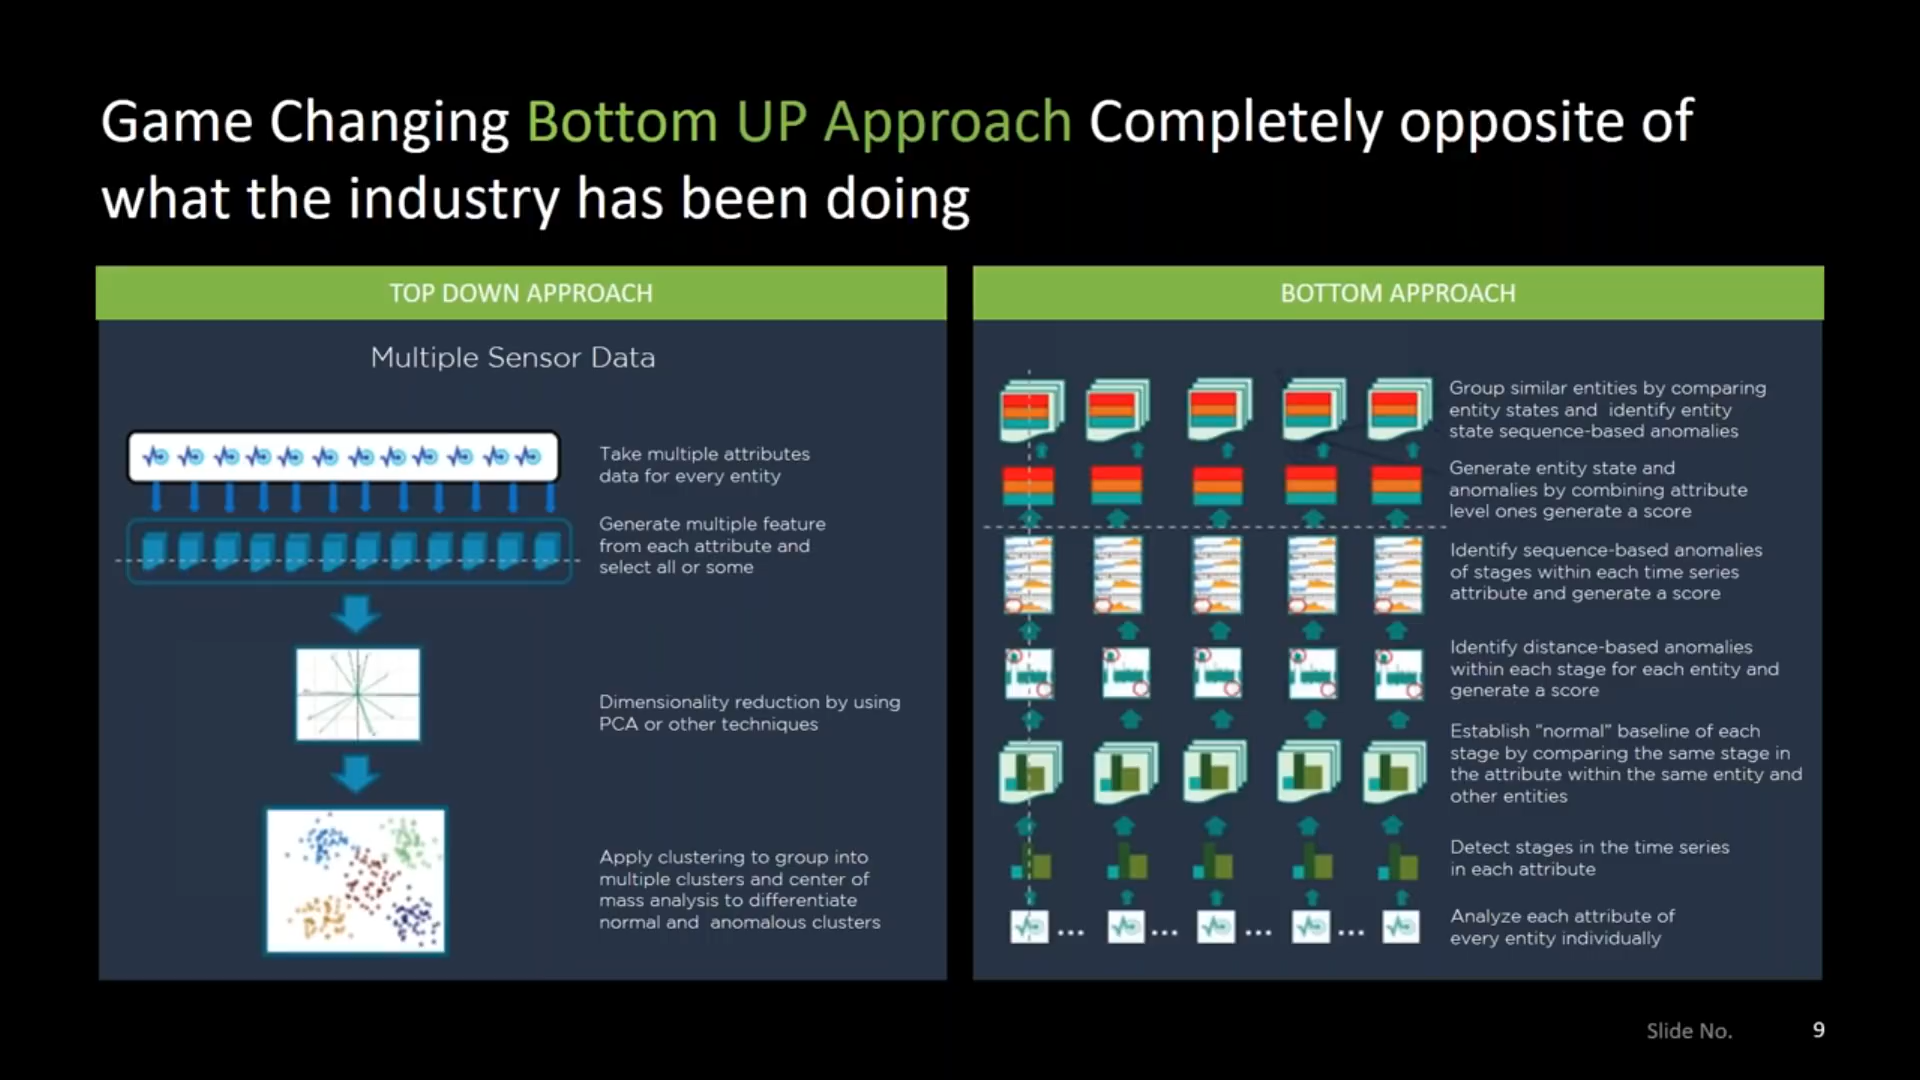 Game Changing Bottom UP Approach Completely opposite of
what the industry has been doing
TOP DOWN APPROACH
Multiple Sensor Data
Take multiple attributes
data for every entity
Generate multiple feature
from each attribute and
select all or some
Dimensionality reduction by using
PCA or other techniques
Apply clustering to group into
multiple clusters and center of
mass analysis to differentiate
normal and  anomalous clusters
BOTTOM APPROACH
Group similar entities by comparing
entity states and  identify entity
state sequence-based anomalies
Generate entity state and
anomalies by combining attribute
level ones generate a score
Identify sequence-based anomalies
of stages within each time series
attribute and generate a score
Identify distance-based anomalies
within each stage for each entity and
generate a score
Establish “normal” baseline of each
stage by comparing the same stage in
the attribute within the same entity and
other entities
Detect stages in the time series
in each attribute
Analyze each attribute of
every entity individually
Slide No. 9